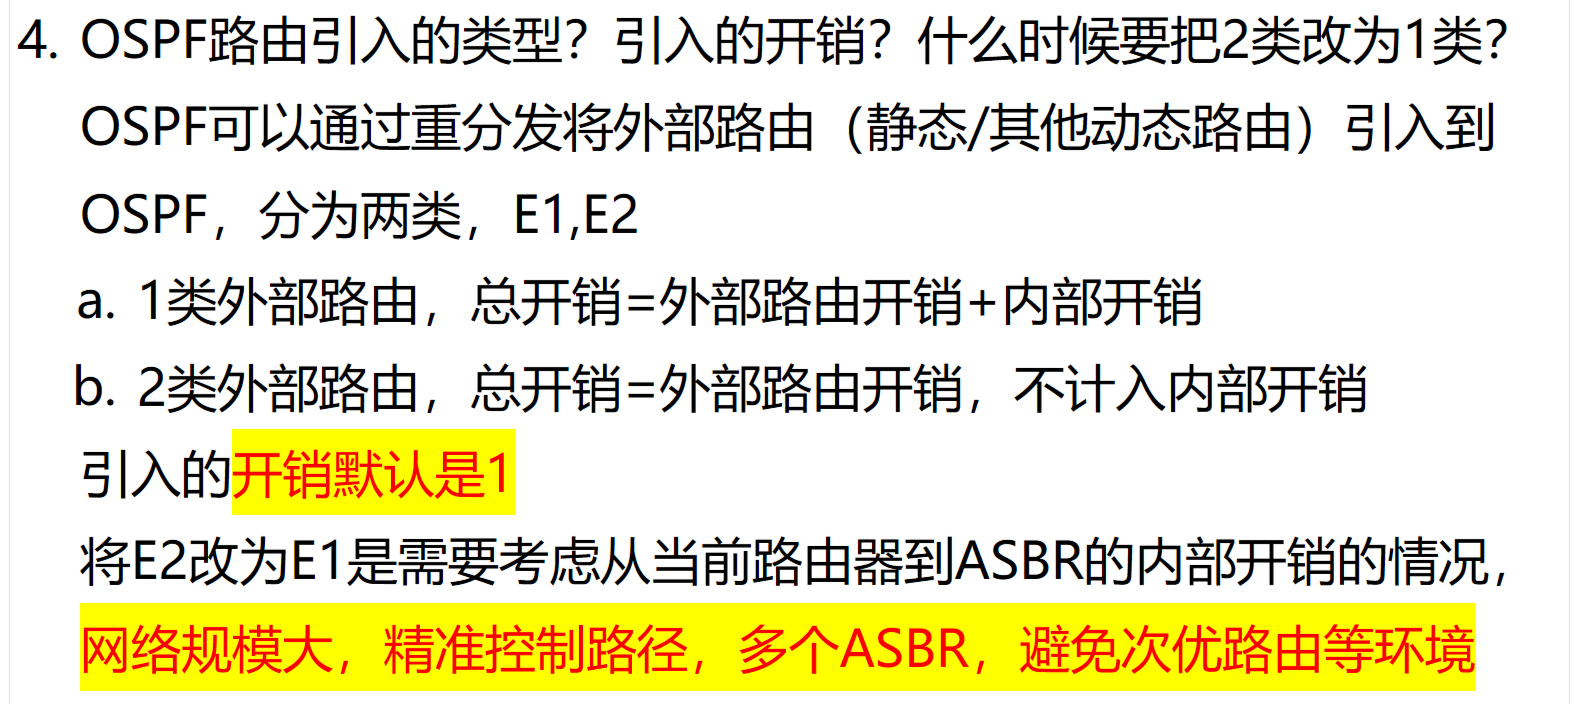 4. OSPF路由引入的类型？引入的开销？什么时候要把2类改为1类？
OSPF可以通过重分发将外部路由（静态/其他动态路由）引入到
OSPF，分为两类，E1,E2
a. 1类外部路由，总开销=外部路由开销+内部开销
b. 2类外部路由，总开销=外部路由开销，不计入内部开销
引入的开销默认是1
将E2改为E1是需要考虑从当前路由器到ASBR的内部开销的情况，
网络规模大，精准控制路径，多个ASBR，避免次优路由等环境